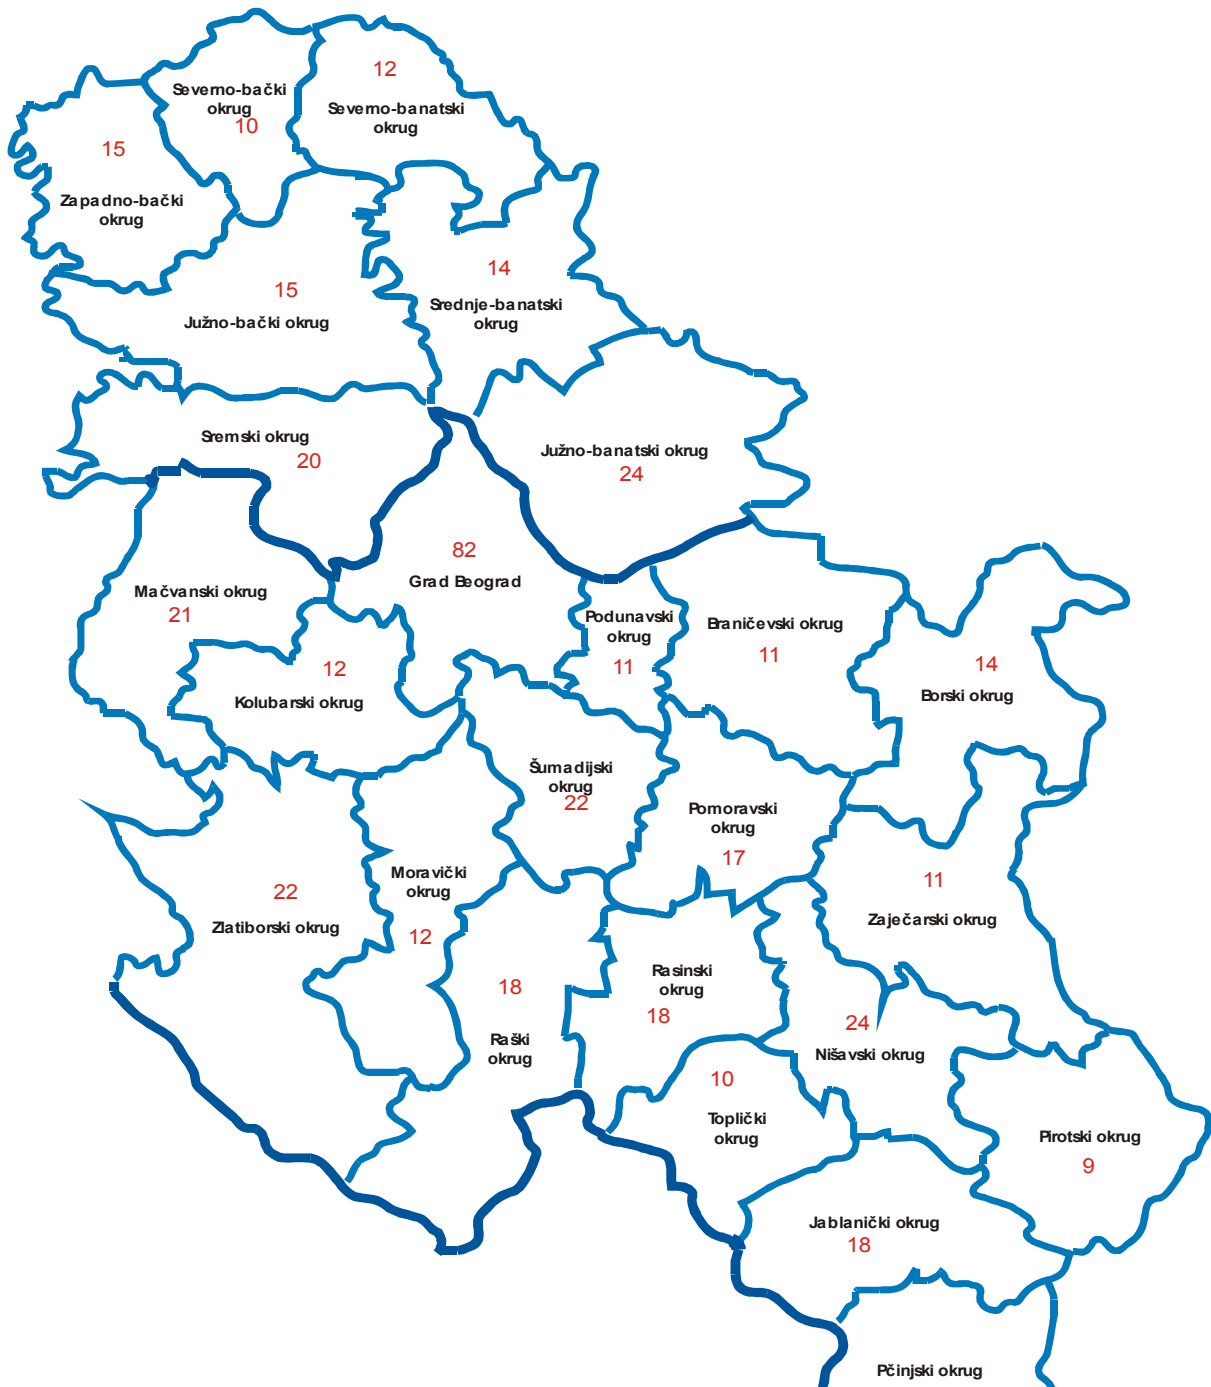 12
Severno-bački
okrug
10
Severno-banatski
okrug
15
Zapadno-bački
okrug
14
Srednje-banatski
okrug
15
Južno-bački okrug
Sremski okrug
20
Južno-banatski okrug
24
82
Grad Beograd
Mačvanski okrug
21
Podunavski
okrug
11
Braničevski okrug
11
12
Kolubarski okrug
14
Borski okrug
Šumadijski
okrug
22
Pomoravski
okrug
17
Moravički
okrug
12
22
Zlatiborski okrug
11
Zaječarski okrug
18
Raški
okrug
Rasinski
okrug
18
24
Nišavski okrug
10
Toplički
okrug
Pirotski okrug
9
Jablanički okrug
18
Pčinjski okrug